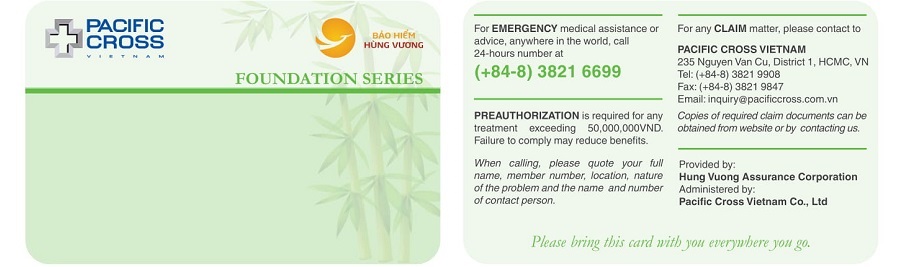 PACIFIC
CROSS
VIETNAM
BẢO HIỂM
HÙNG VƯƠNG
FOUNDATION SERIES
For EMERGENCY medical assistance or
advice, anywhere in the world, call
24-hours number at
(+84-8) 3821 6699
PREAUTHORIZATION is required for any
treatment exceeding 50,000,000VND.
Failure to comply may reduce benefits.
When calling, please quote your full
name, member number, location, nature
of the problem and the name and number
of contact person.
For any CLAIM matter, please contact to
PACIFIC CROSS VIETNAM
235 Nguyen Van Cu, District 1, HCMC, VN
Tel: (+84-8) 3821 9908
Fax: (+84-8) 3821 9847
Email: inquiry@pacificcross.com.vn
Copies of required claim documents can be
obtained from website or by contacting us.
Provided by:
Hung Vuong Assurance Corporation
Administered by:
Pacific Cross Vietnam Co., Ltd
Please bring this card with you everywhere you go.